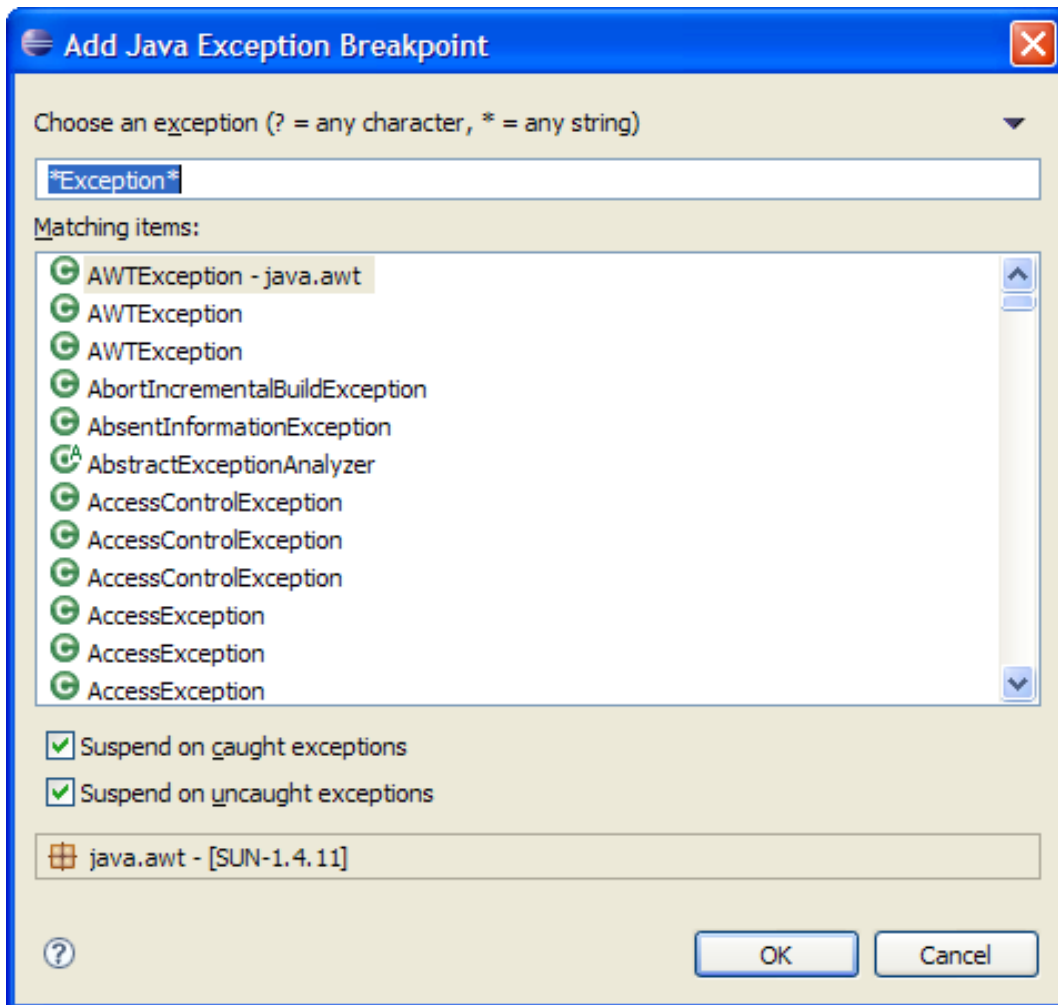 Add Java Exception Breakpoint
Choose an exception (? = any character, * = any string)
*Exception*
Matching items:
AWTException - java.awt
AWTException
AWTException
AbortIncrementalBuildException
AbsentInformationException
AbstractExceptionAnalyzer
AccessControlException
AccessControlException
AccessControlException
AccessException
AccessException
AccessException
Suspend on caught exceptions
Suspend on uncaught exceptions
java.awt - [SUN-1.4.11]
OK Cancel